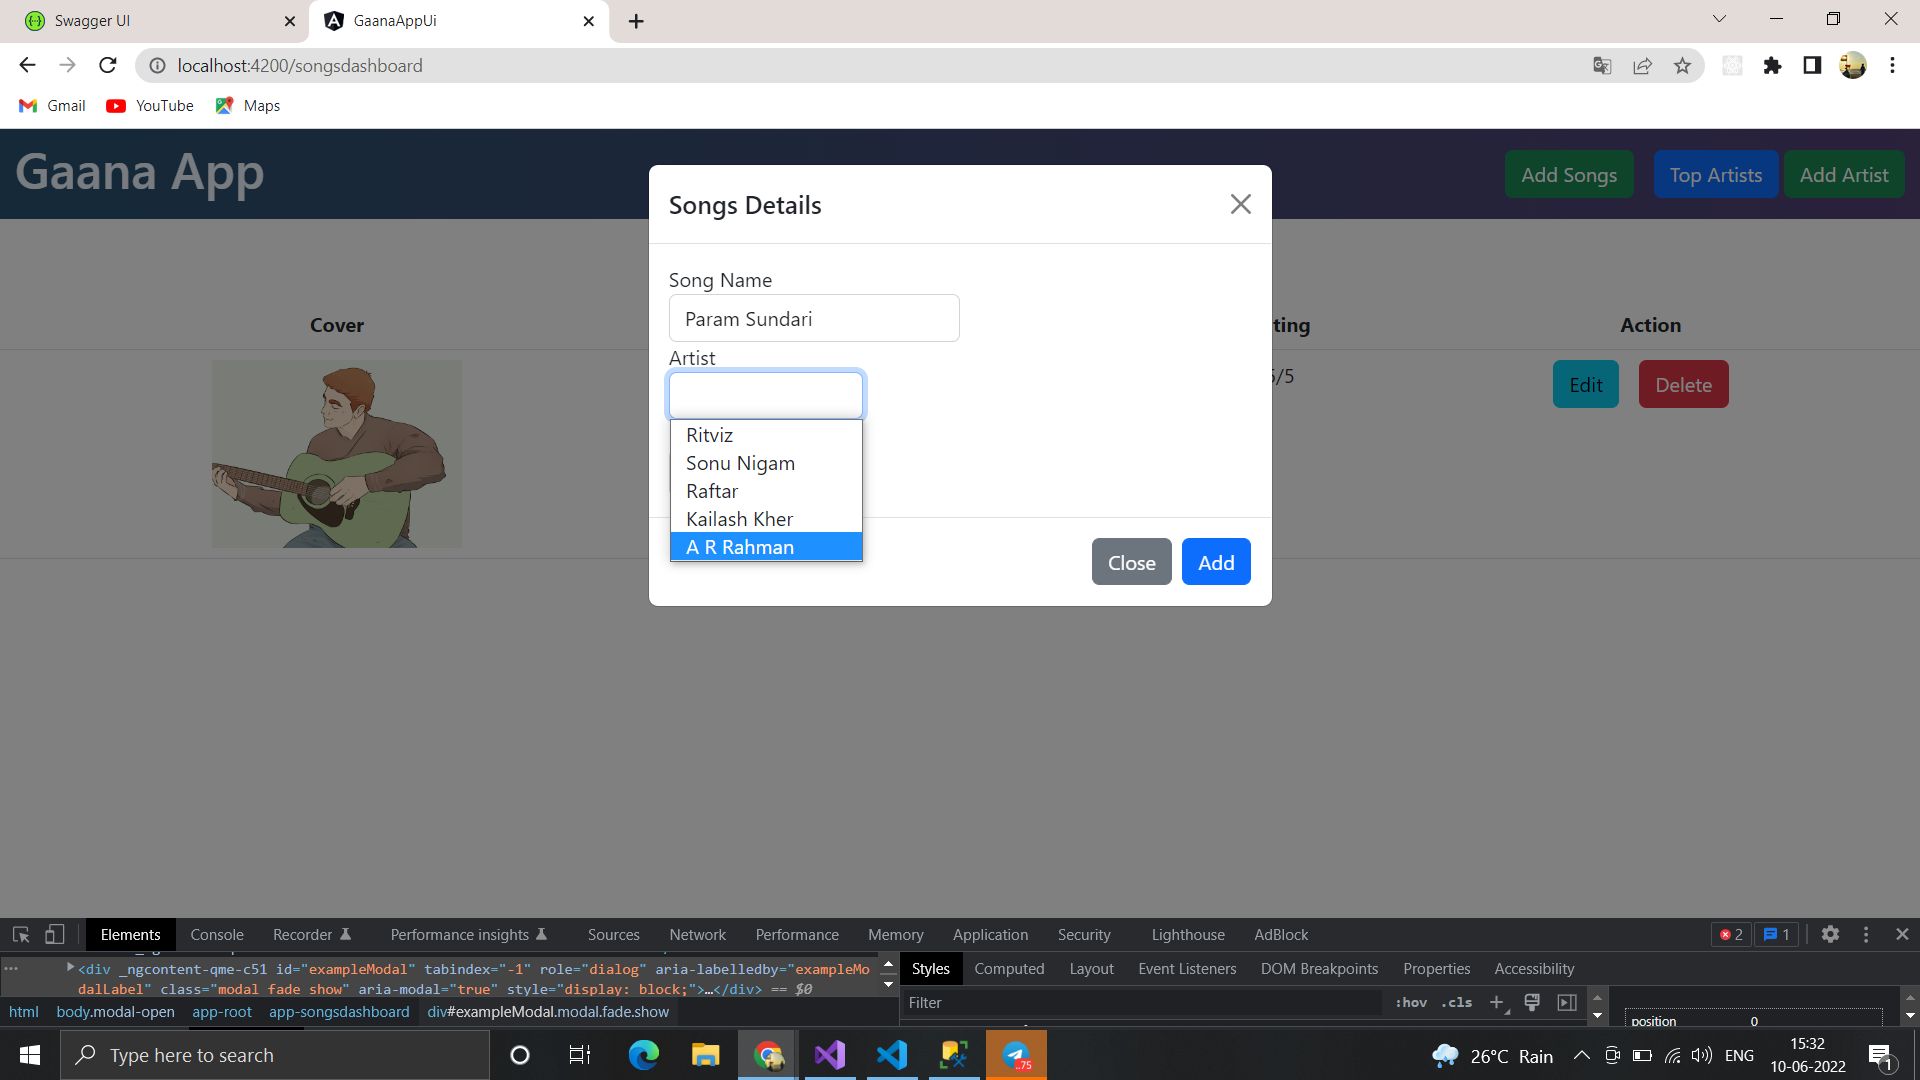 Swagger UI
GaanaAppUi
localhost:4200/songsdashboard
Gmail
YouTube
Maps
Gaana App
Add Songs
Top Artists
Add Artist
Songs Details
Song Name
Param Sundari
Artist
Ritviz
Sonu Nigam
Raftar
Kailash Kher
A R Rahman
Close
Add
Cover
ting
Action
5/5
Edit
Delete
Elements
Console
Recorder
Performance insights
Sources
Network
Performance
Memory
Application
Security
Lighthouse
AdBlock
2
1
<div _ngcontent-qme-c51 id="exampleModal" tabindex="-1" role="dialog" aria-labelledby="exampleMo
dalLabel" class="modal fade show" aria-modal="true" style="display: block;">…</div> == $0
html body.modal-open app-root app-songsdashboard div#exampleModal.modal.fade.show
Styles
Computed
Layout
Event Listeners
DOM Breakpoints
Properties
Accessibility
Filter
:hov .cls
position 0
Type here to search
..75
26°C Rain
ENG
15:32
10-06-2022
1